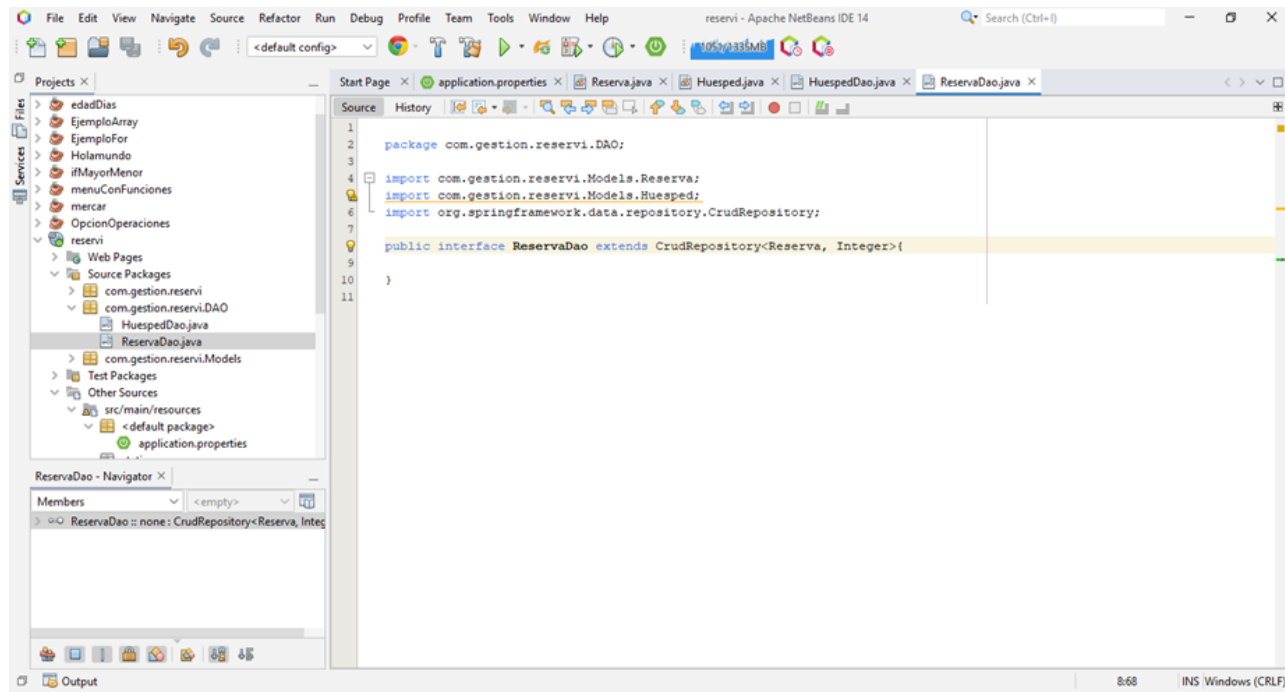 File Edit View Navigate Source Refactor Run Debug Profile Team Tools Window Help reservi - Apache NetBeans IDE 14 Search (Ctrl+I)
<default config>
Projects
Start Page application.properties Reserva.java Huesped.java HuespedDao.java ReservaDao.java
Files
Services
edadDias
EjemploArray
EjemploFor
Holamundo
ifMayorMenor
menuConFunciones
mercar
OpcionOperaciones
reservi
Web Pages
Source Packages
com.gestion.reservi
com.gestion.reservi.DAO
HuespedDao.java
ReservaDao.java
com.gestion.reservi.Models
Test Packages
Other Sources
src/main/resources
<default package>
application.properties
Source History
1
2 package com.gestion.reservi.DAO;
3
4 import com.gestion.reservi.Models.Reserva;
import com.gestion.reservi.Models.Huesped;
6 import org.springframework.data.repository.CrudRepository;
7
public interface ReservaDao extends CrudRepository<Reserva, Integer>{
9
10 }
11
ReservaDao - Navigator
Members <empty>
ReservaDao :: none : CrudRepository<Reserva, Integ
Output
8:68 INS Windows (CRLF)